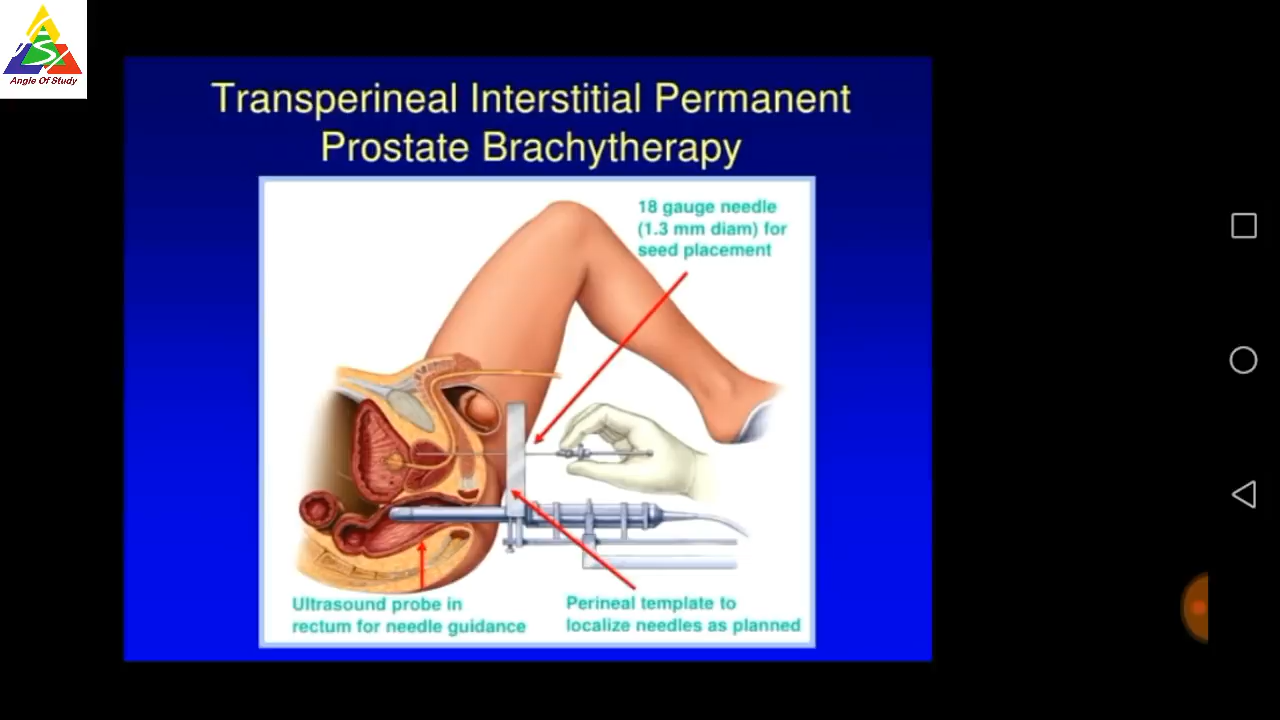 Angle Of Study
Transperineal Interstitial Permanent
Prostate Brachytherapy
18 gauge needle
(1.3 mm diam) for
seed placement
Ultrasound probe in
rectum for needle guidance
Perineal template to
localize needles as planned